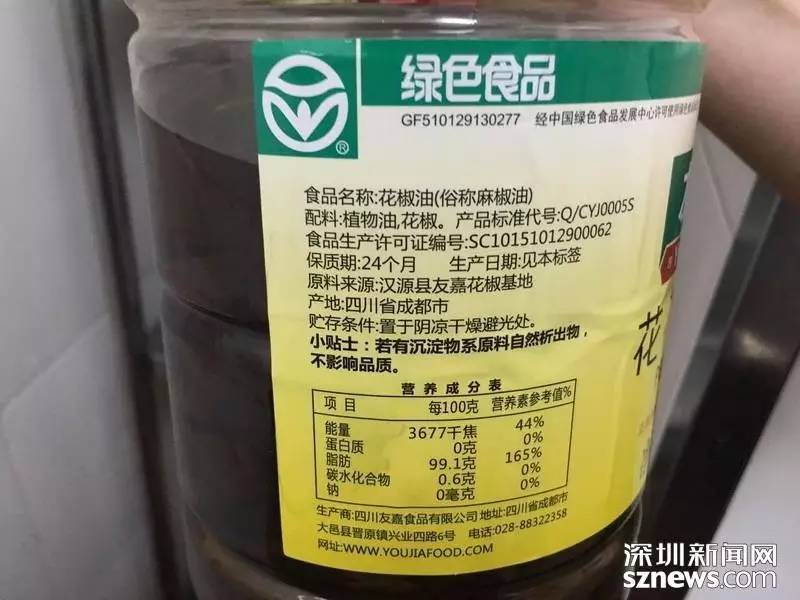 绿色食品
GF510129130277 经中国绿色食品发展中心许可使用绿色食品
®
食品名称:花椒油(俗称麻椒油)
配料:植物油,花椒。产品标准代号:Q/CYJ0005S
食品生产许可证编号:SC10151012900062
保质期:24个月 生产日期:见本标签
原料来源:汉源县友嘉花椒基地
产地:四川省成都市
贮存条件:置于阴凉干燥避光处。
小贴士:若有沉淀物系原料自然析出物,
不影响品质。
营养成分表
项目 每100克 营养素参考值%
能量 3677千焦 44%
蛋白质 0克 0%
脂肪 99.1克 165%
碳水化合物 0.6克 0%
钠 0毫克 0%
生产商:四川友嘉食品有限公司 地址:四川省成都市
大邑县晋原镇兴业四路6号 电话:028-88322358
网址:WWW.YOUJIAFOOD.COM
花
深圳新闻网
sznews.com